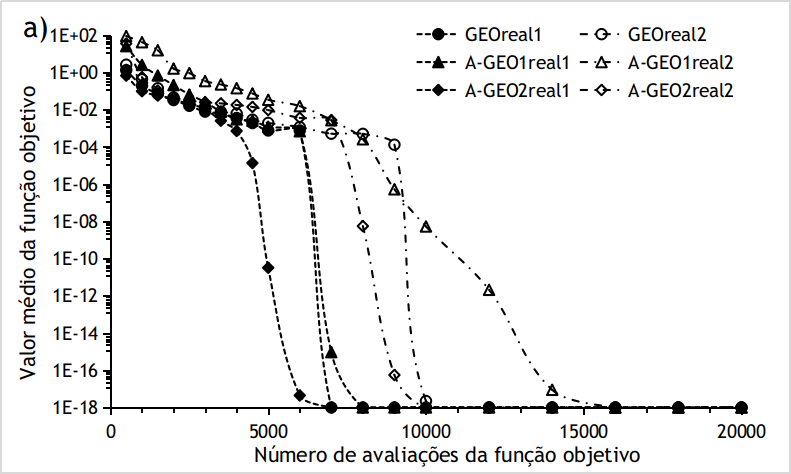 a)
GEOreal1
GEOreal2
A-GEO1real1
A-GEO1real2
A-GEO2real1
A-GEO2real2
Valor médio da função objetivo
1E+02
1E+00
1E-02
1E-04
1E-06
1E-08
1E-10
1E-12
1E-14
1E-16
1E-18
0 5000 10000 15000 20000
Número de avaliações da função objetivo